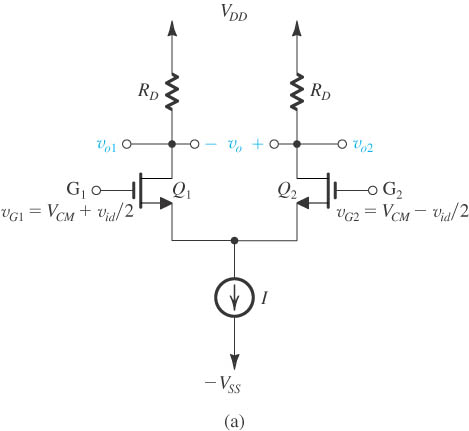 V_DD
R_D R_D
v_o1 − v_o + v_o2
G_1 Q_1 Q_2 G_2
v_G1 = V_CM + v_id/2 v_G2 = V_CM − v_id/2
I
−V_SS
(a)